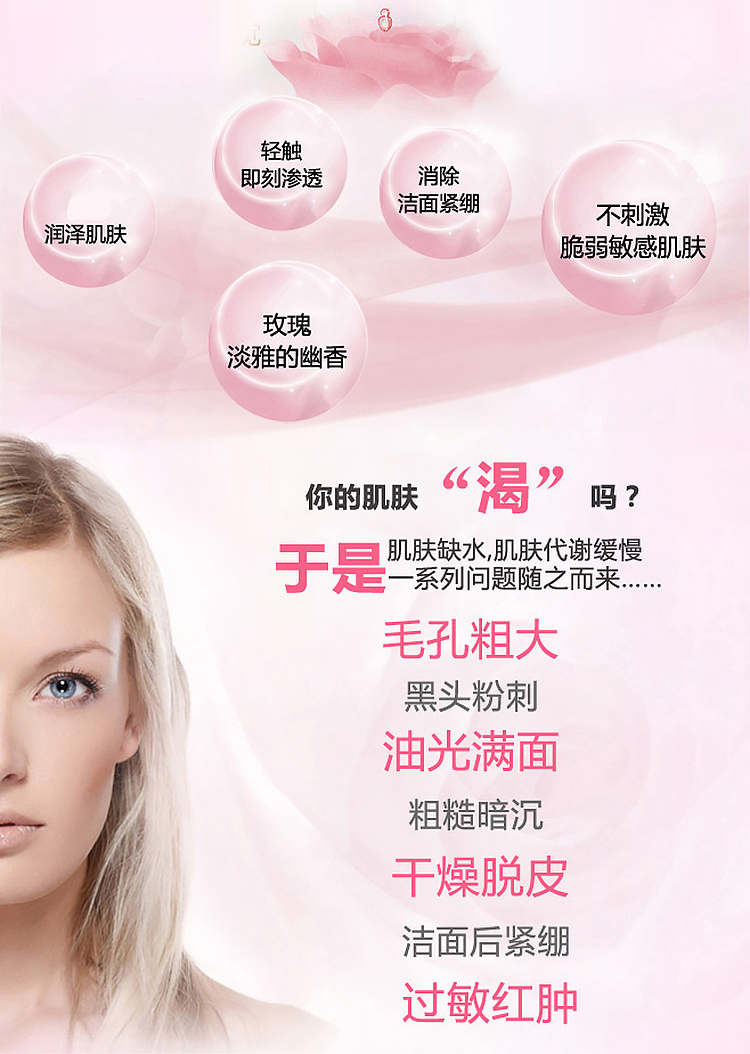 润泽肌肤
轻触
即刻渗透
消除
洁面紧绷
不刺激
脆弱敏感肌肤
玫瑰
淡雅的幽香
你的肌肤“渴”吗？
于是肌肤缺水,肌肤代谢缓慢
一系列问题随之而来……
毛孔粗大
黑头粉刺
油光满面
粗糙暗沉
干燥脱皮
洁面后紧绷
过敏红肿